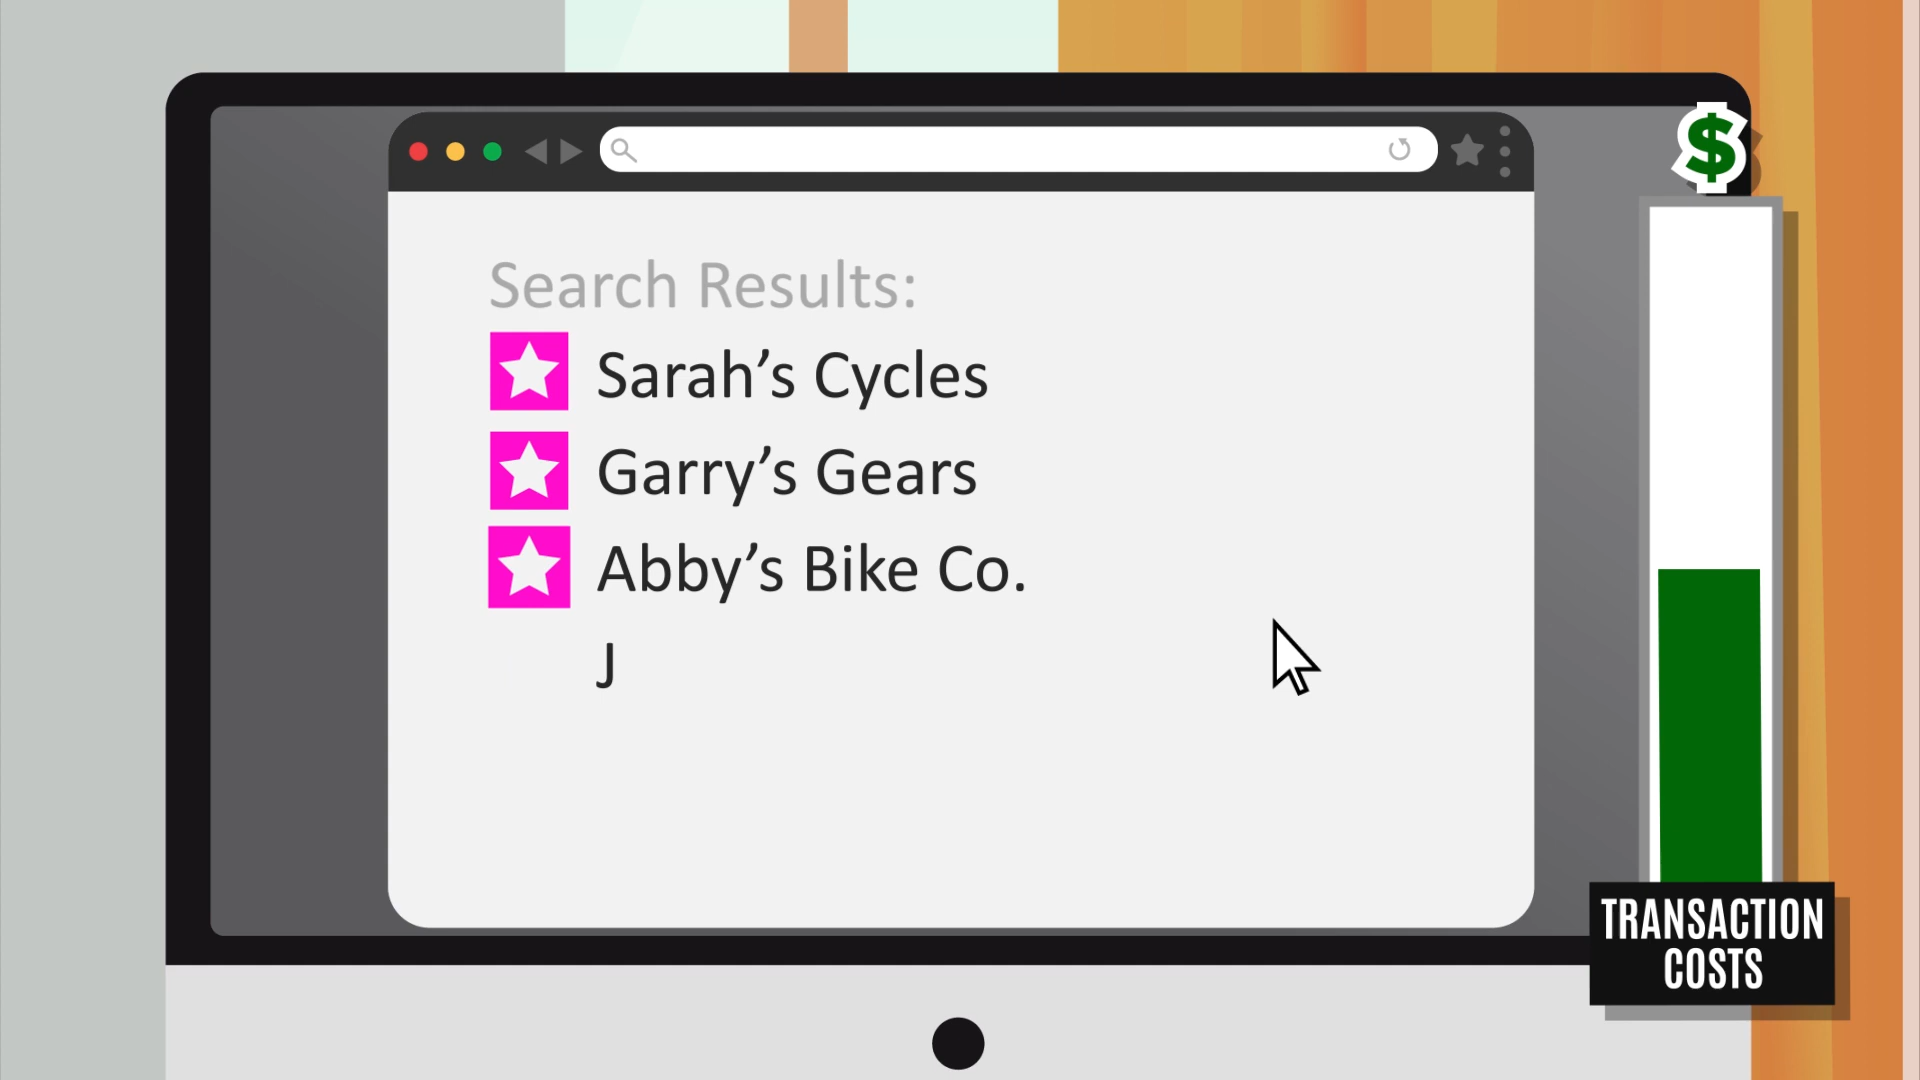 Search Results:
Sarah’s Cycles
Garry’s Gears
Abby’s Bike Co.
J
$
TRANSACTION
COSTS